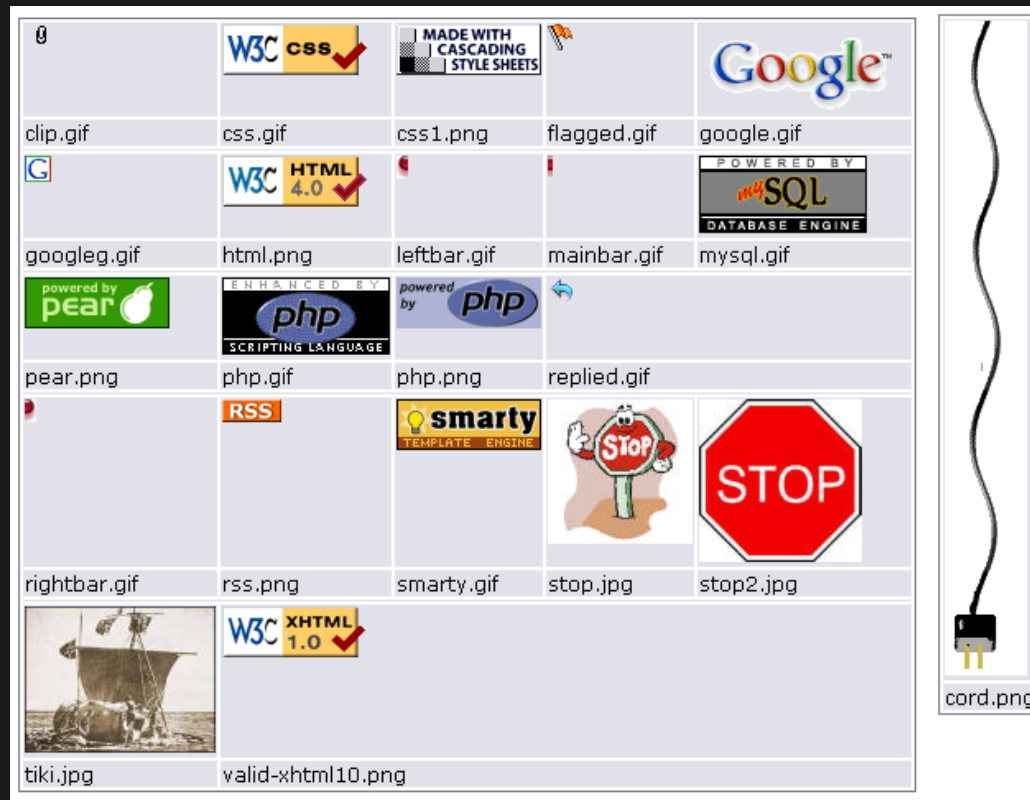 W3C css
MADE WITH
CASCADING
STYLE SHEETS
Google™
clip.gif
css.gif
css1.png
flagged.gif
google.gif
G
W3C HTML
4.0
POWERED BY
mySQL
DATABASE ENGINE
googleg.gif
html.png
leftbar.gif
mainbar.gif
mysql.gif
powered by
pear
ENHANCED BY
php
SCRIPTING LANGUAGE
powered
by php
pear.png
php.gif
php.png
replied.gif
RSS
smarty
TEMPLATE ENGINE
STOP
STOP
rightbar.gif
rss.png
smarty.gif
stop.jpg
stop2.jpg
W3C XHTML
1.0
tiki.jpg
valid-xhtml10.png
cord.png